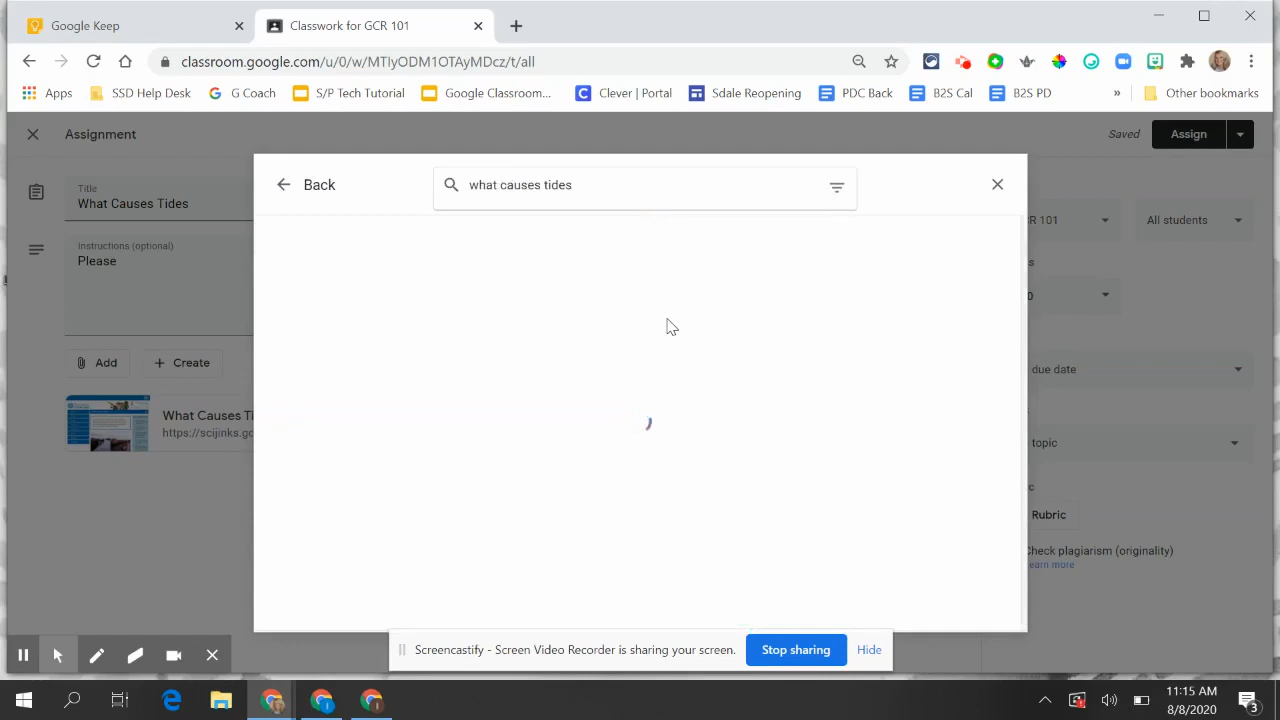 Google Keep
Classwork for GCR 101
classroom.google.com/u/0/w/MTIyODM1OTAyMDcz/t/all
Apps
SSD Help Desk
G Coach
S/P Tech Tutorial
Google Classroom...
Clever | Portal
Sdale Reopening
PDC Back
B2S Cal
B2S PD
»
Other bookmarks
Assignment
Saved
Assign
Back
what causes tides
Title
What Causes Tides
R 101
All students
Instructions (optional)
Please
s
0
Add
Create
due date
What Causes Ti
https://scijinks.go
topic
c
Rubric
Check plagiarism (originality)
earn more
Screencastify - Screen Video Recorder is sharing your screen.
Stop sharing
Hide
11:15 AM
8/8/2020
3